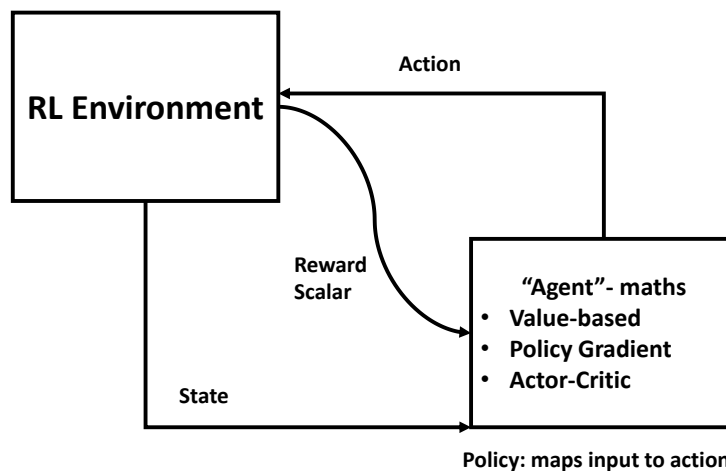 Action
RL Environment
Reward
Scalar
“Agent”- maths
• Value-based
• Policy Gradient
• Actor-Critic
State
Policy: maps input to action